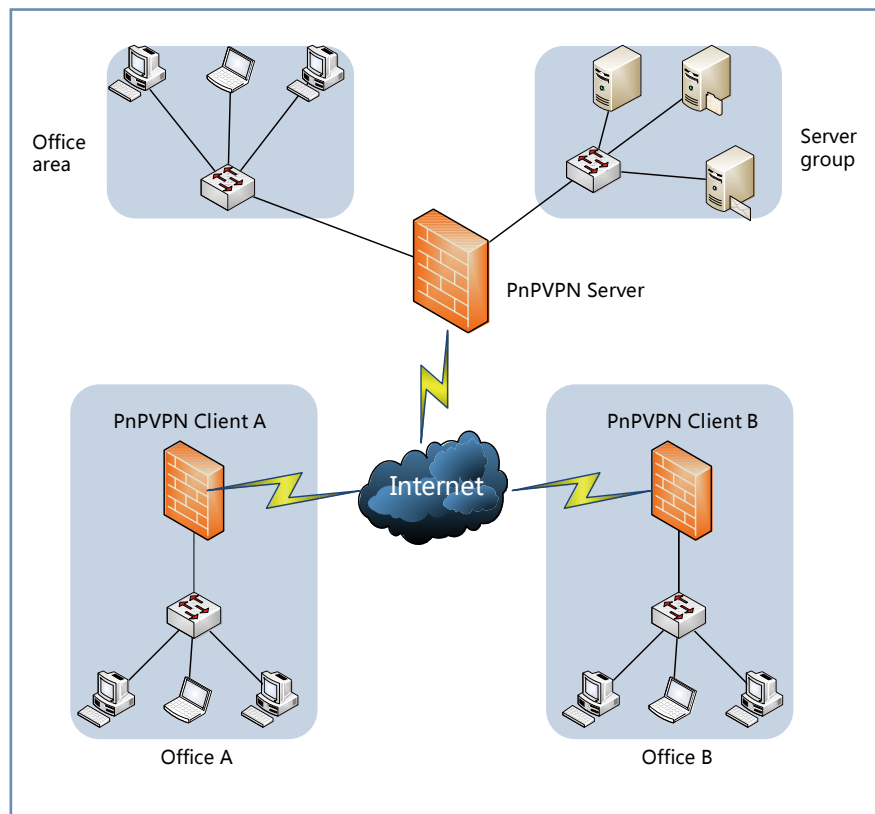 Office
area
Server
group
PnPVPN Server
PnPVPN Client A
PnPVPN Client B
Internet
Office A
Office B